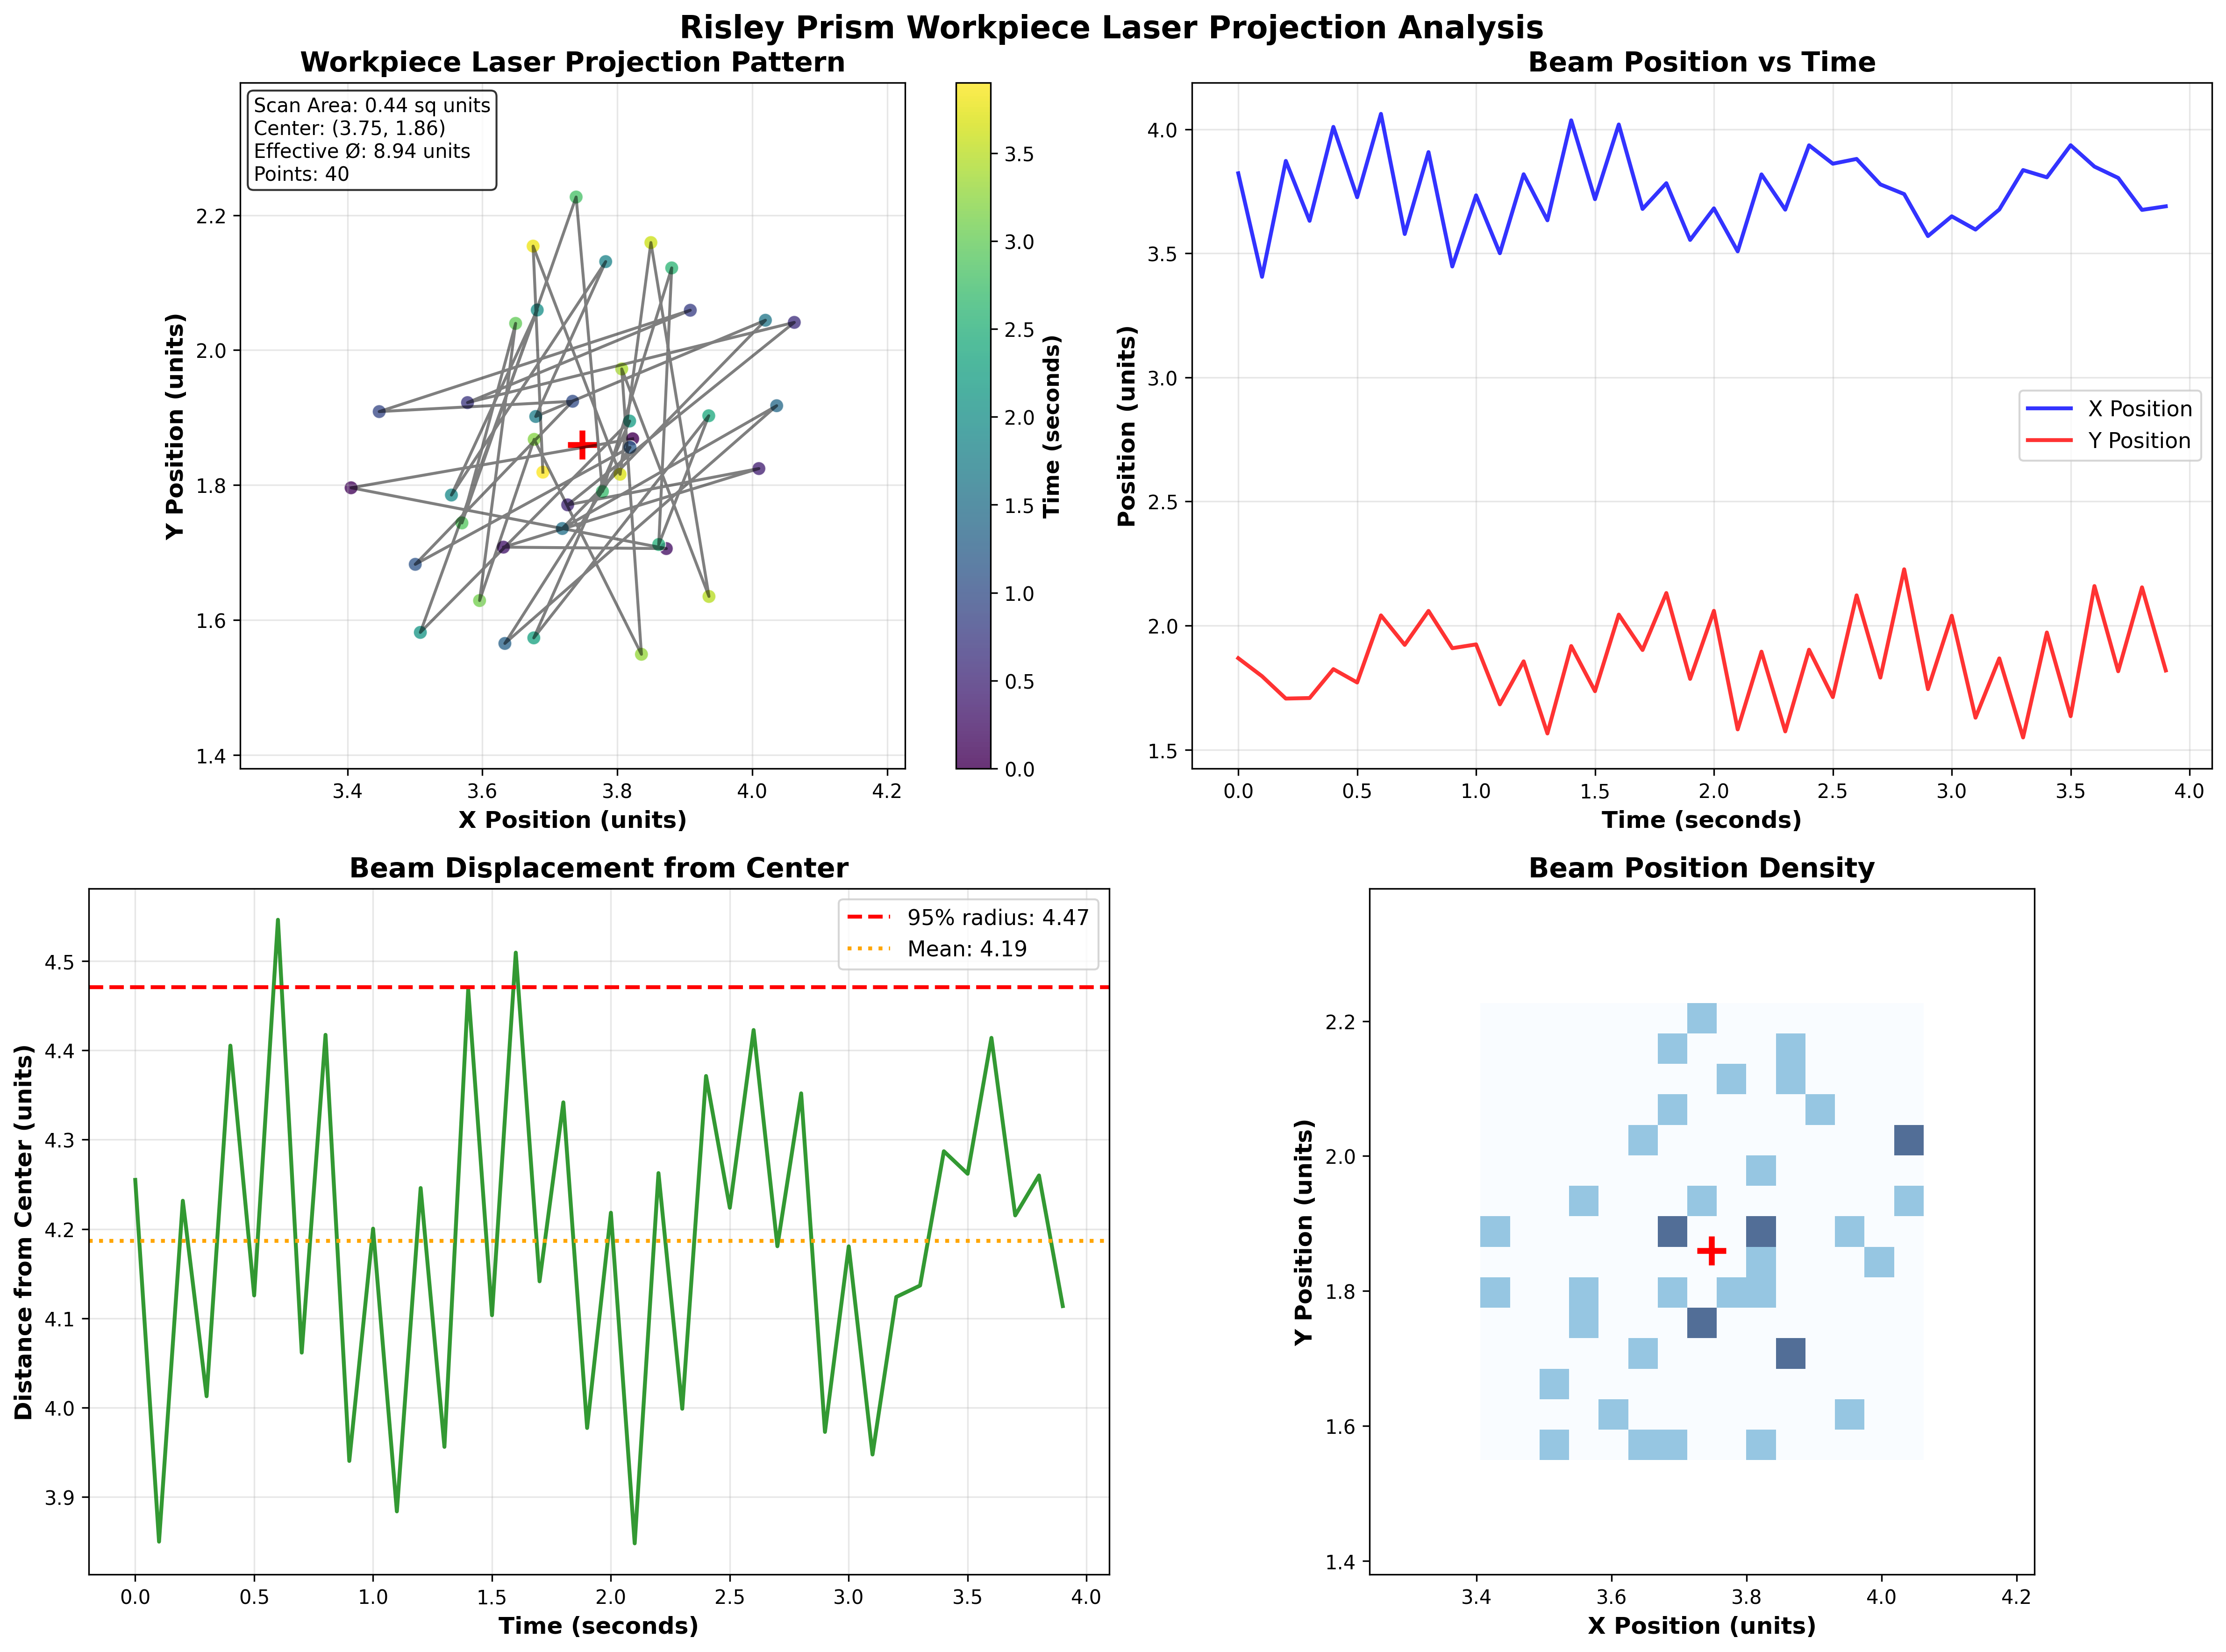 Risley Prism Workpiece Laser Projection Analysis
Workpiece Laser Projection Pattern
Scan Area: 0.44 sq units
Center: (3.75, 1.86)
Effective Ø: 8.94 units
Points: 40
Y Position (units)
2.2
2.0
1.8
1.6
1.4
3.4
3.6
3.8
4.0
4.2
X Position (units)
3.5
3.0
2.5
2.0
1.5
1.0
0.5
0.0
Time (seconds)
Beam Position vs Time
Position (units)
4.0
3.5
3.0
2.5
2.0
1.5
X Position
Y Position
0.0
0.5
1.0
1.5
2.0
2.5
3.0
3.5
4.0
Time (seconds)
Beam Displacement from Center
Distance from Center (units)
4.5
4.4
4.3
4.2
4.1
4.0
3.9
95% radius: 4.47
Mean: 4.19
0.0
0.5
1.0
1.5
2.0
2.5
3.0
3.5
4.0
Time (seconds)
Beam Position Density
Y Position (units)
2.2
2.0
1.8
1.6
1.4
3.4
3.6
3.8
4.0
4.2
X Position (units)